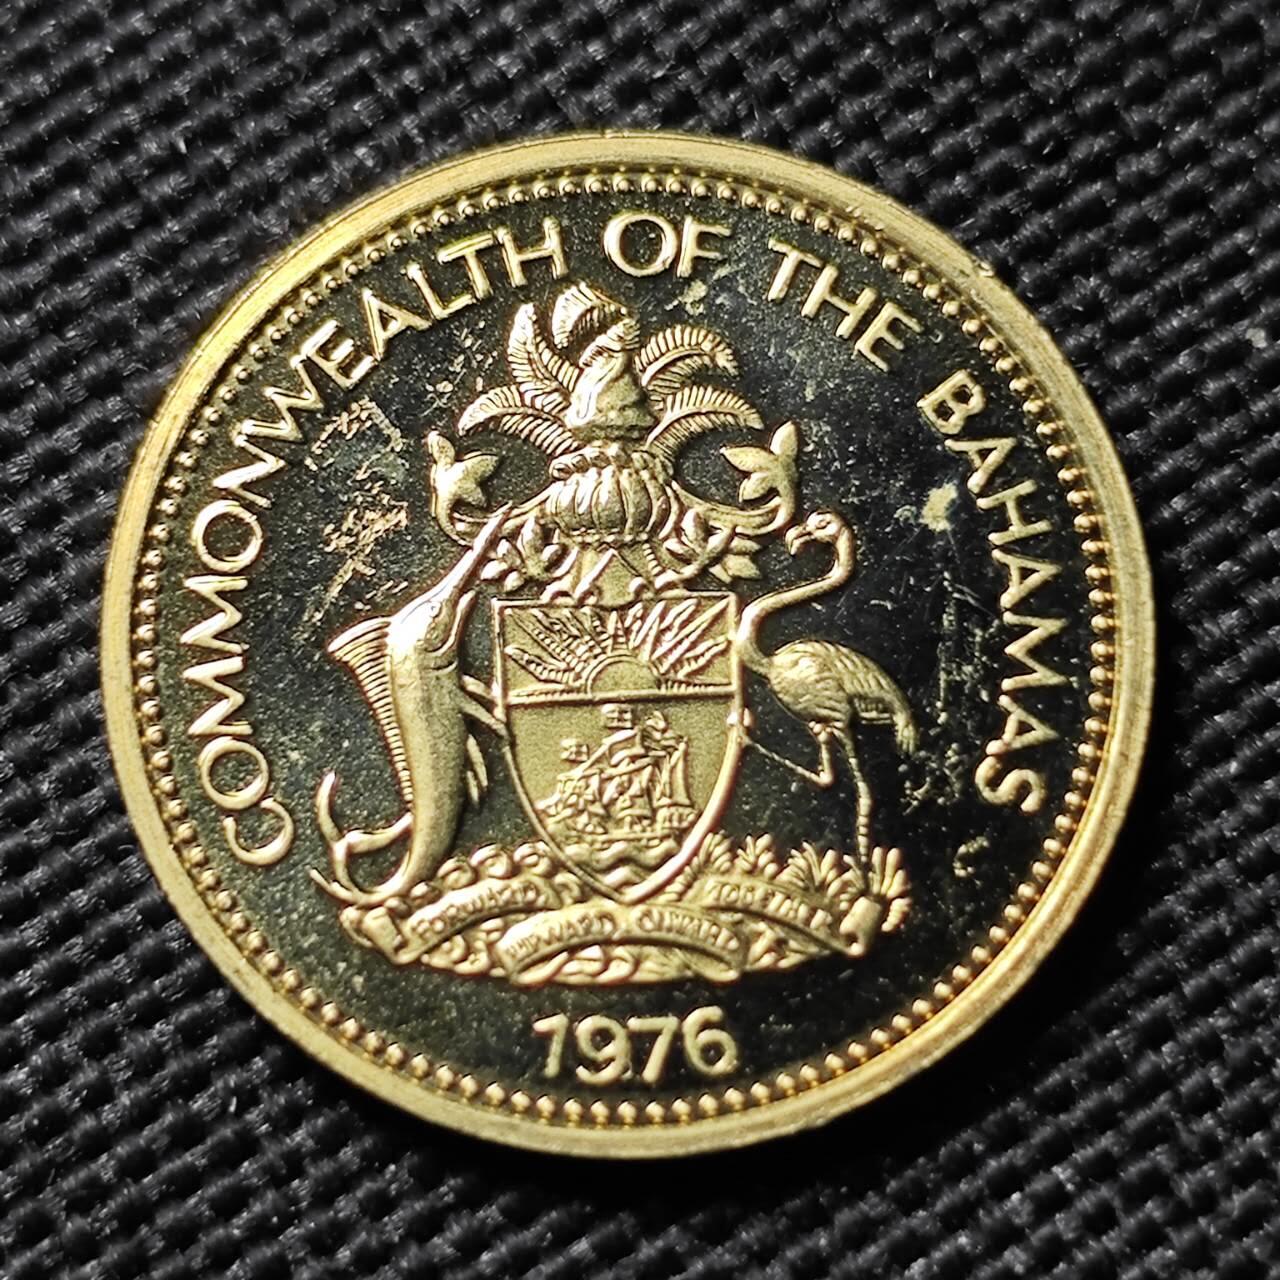 COMMONWEALTH OF THE BAHAMAS
FORWARD UPWARD ONWARD TOGETHER
1976